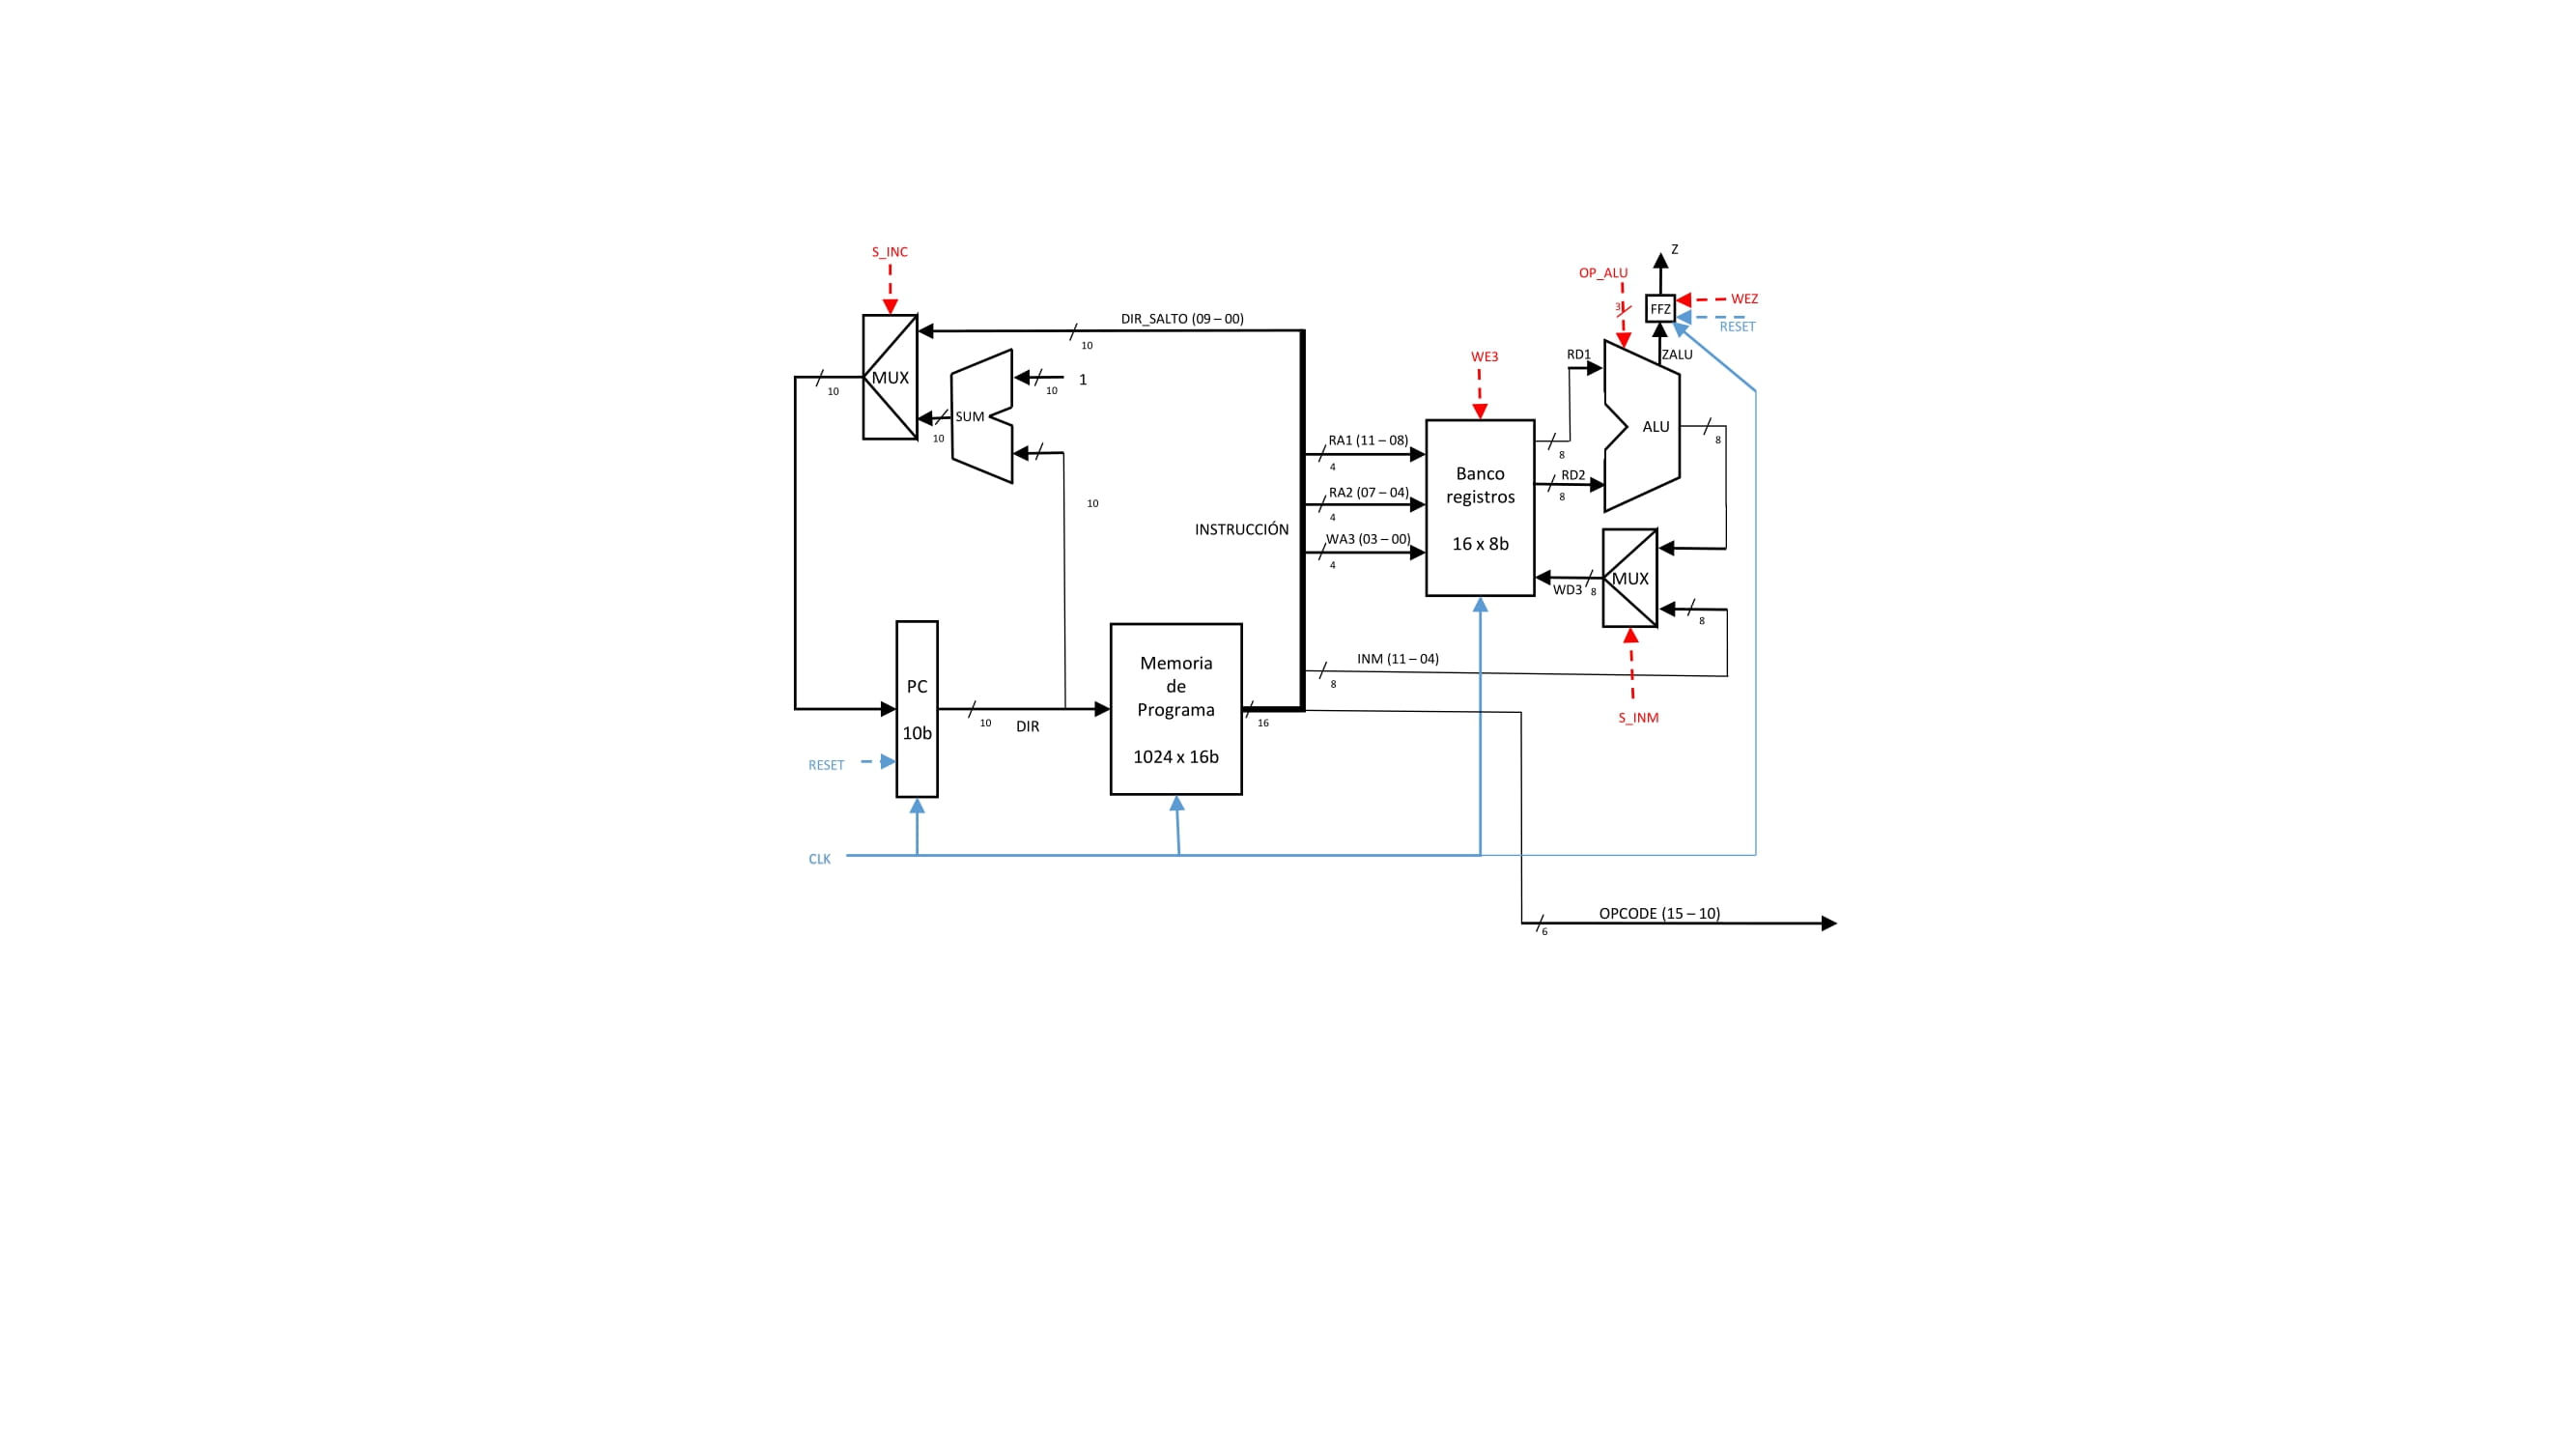 S_INC
DIR_SALTO (09 – 00)
10
MUX
10
1
10
SUM
10
10
INSTRUCCIÓN
PC
10b
RESET
10
DIR
Memoria
de
Programa
1024 x 16b
16
CLK
RA1 (11 – 08)
4
RA2 (07 – 04)
4
WA3 (03 – 00)
4
WE3
Banco
registros
16 x 8b
8
RD1
RD2
8
OP_ALU
3
Z
FFZ
WEZ
RESET
ZALU
ALU
8
MUX
WD3
8
8
INM (11 – 04)
8
S_INM
OPCODE (15 – 10)
6